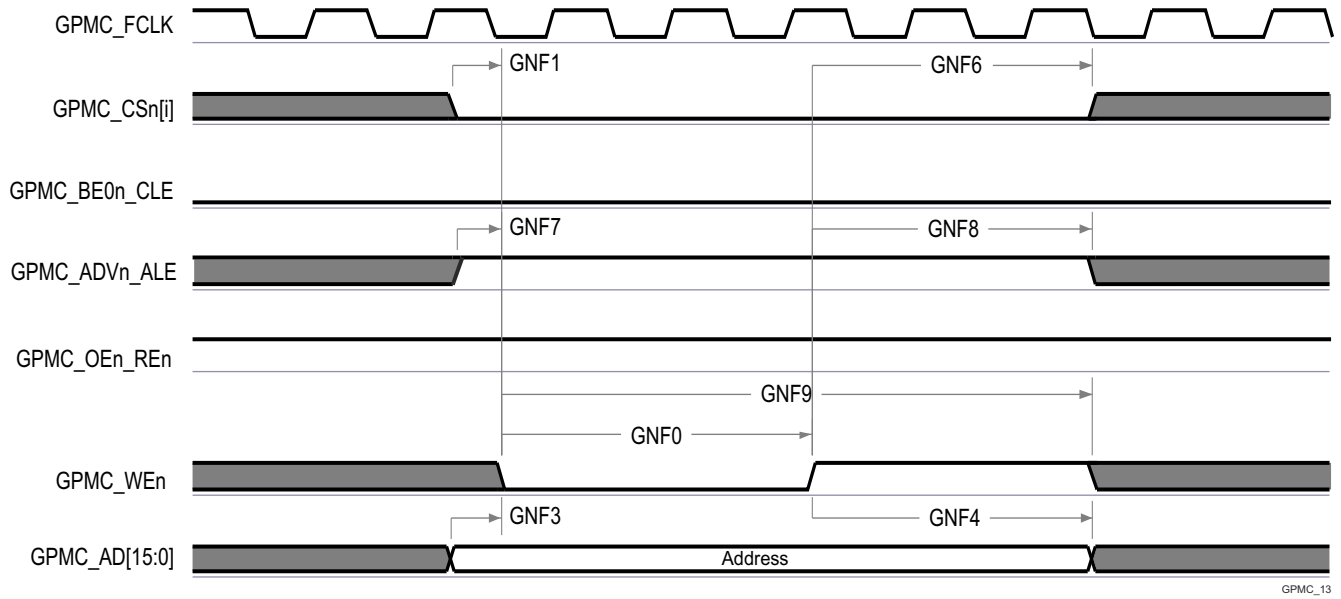 GPMC_FCLK
GNF1
GNF6
GPMC_CSn[i]
GPMC_BE0n_CLE
GNF7
GNF8
GPMC_ADVn_ALE
GPMC_OEn_REn
GNF9
GNF0
GPMC_WEn
GNF3
GNF4
GPMC_AD[15:0]
Address
GPMC_13